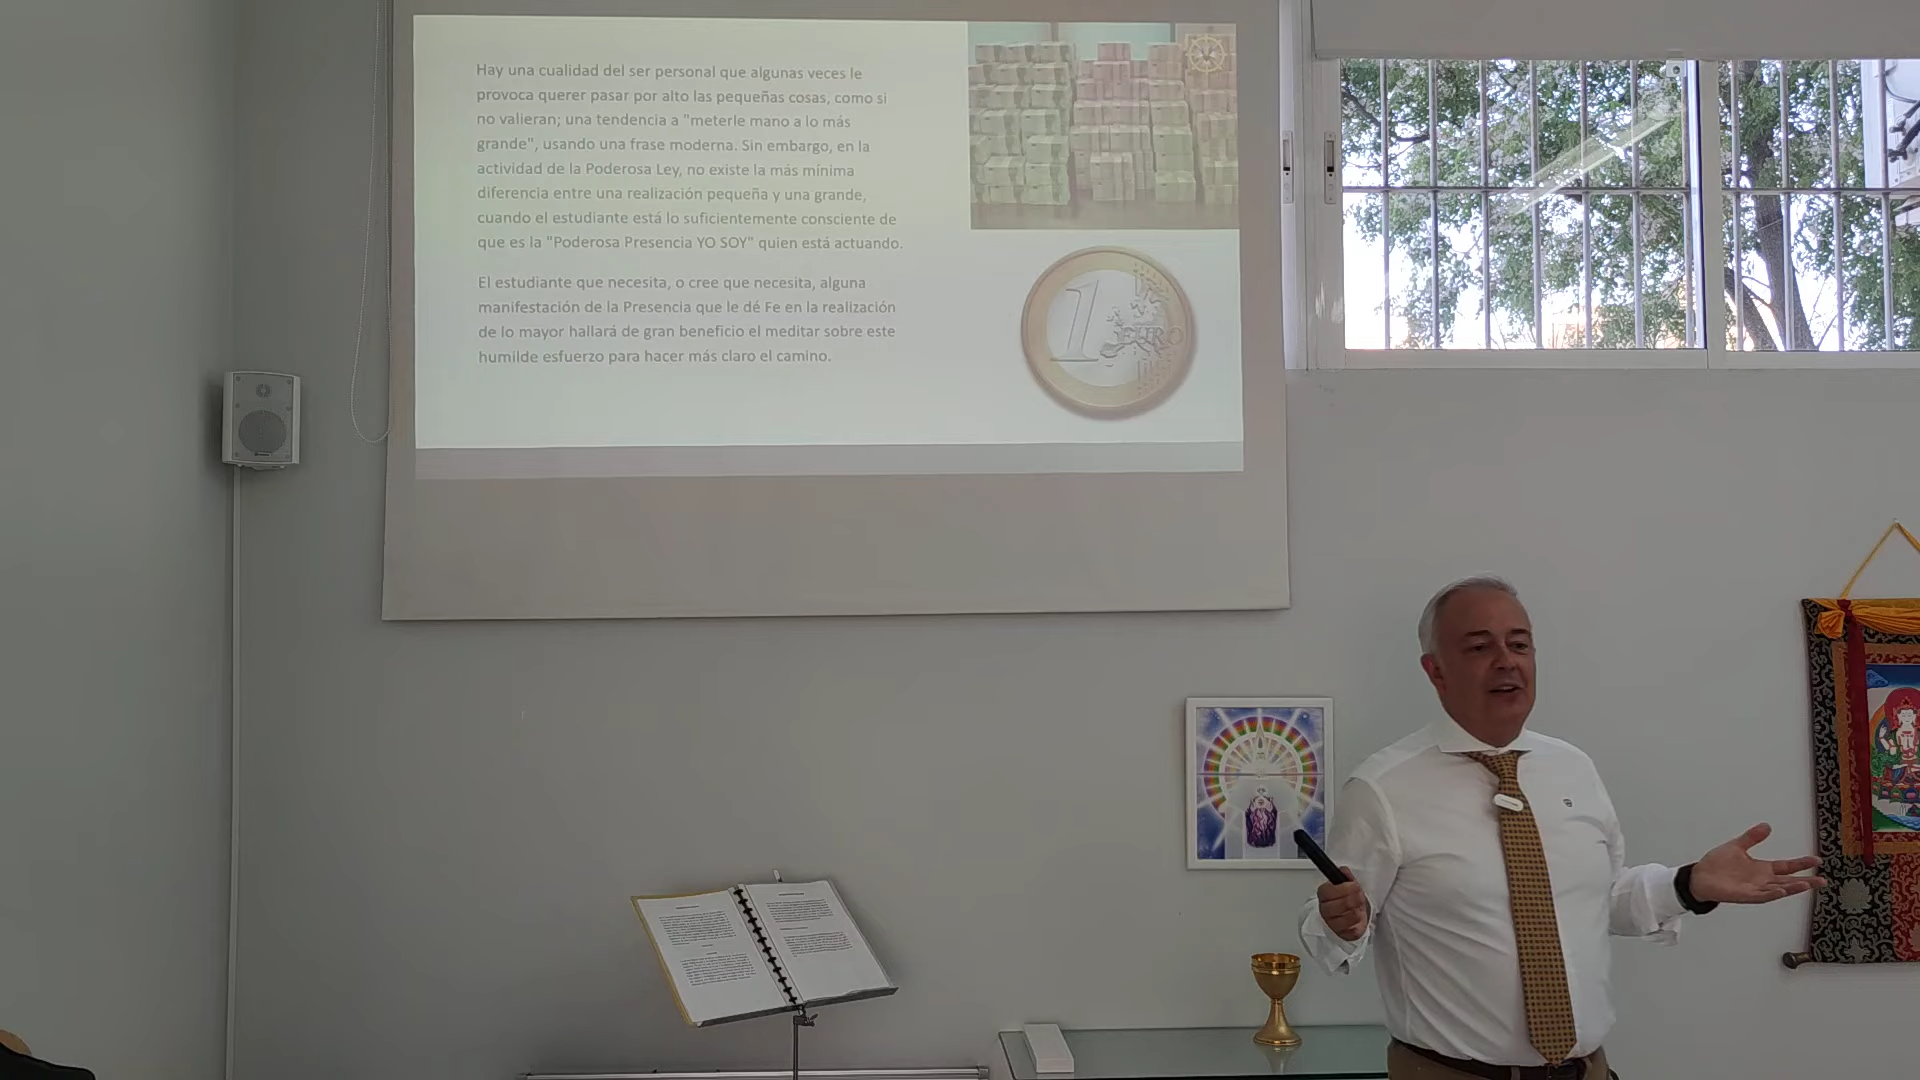 Hay una cualidad del ser personal que algunas veces le
provoca querer pasar por alto las pequeñas cosas, como si
no valieran; una tendencia a "meterle mano a lo más
grande", usando una frase moderna. Sin embargo, en la
actividad de la Poderosa Ley, no existe la más mínima
diferencia entre una realización pequeña y una grande,
cuando el estudiante está lo suficientemente consciente de
que es la "Poderosa Presencia YO SOY" quien está actuando.
El estudiante que necesita, o cree que necesita, alguna
manifestación de la Presencia que le dé Fe en la realización
de lo mayor hallará de gran beneficio el meditar sobre este
humilde esfuerzo para hacer más claro el camino.
1
EURO